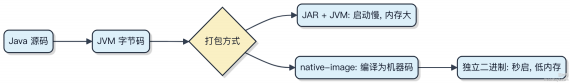 Java 源码
JVM 字节码
打包方式
JAR + JVM: 启动慢, 内存大
native-image: 编译为机器码
独立二进制: 秒启, 低内存